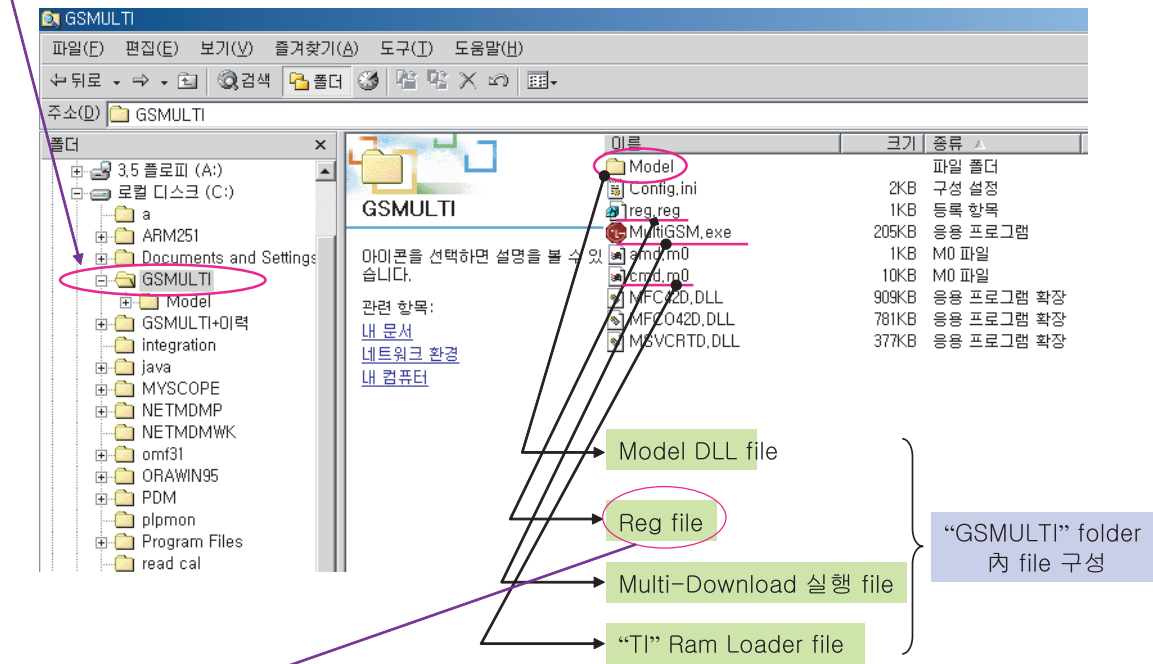 GSMULTI
파일(F) 편집(E) 보기(V) 즐겨찾기(A) 도구(T) 도움말(H)
뒤로 검색 폴더
주소(D) GSMULTI
폴더 ×
3,5 플로피 (A:)
로컬 디스크 (C:)
a
ARM251
Documents and Settings
GSMULTI
Model
GSMULTI+이력
integration
java
MYSCOPE
NETMDMP
NETMDMWK
omf31
ORAWIN95
PDM
plpmon
Program Files
read cal
GSMULTI
아이콘을 선택하면 설명을 볼 수 있
습니다.
관련 항목:
내 문서
네트워크 환경
내 컴퓨터
이름 크기 종류
Model 파일 폴더
Config,ini 2KB 구성 설정
reg,reg 1KB 등록 항목
MultiGSM,exe 205KB 응용 프로그램
amd,m0 1KB M0 파일
cmd,m0 10KB M0 파일
MFC42D,DLL 909KB 응용 프로그램 확장
MFCO42D,DLL 781KB 응용 프로그램 확장
MSVCRTD,DLL 377KB 응용 프로그램 확장
Model DLL file
Reg file
Multi-Download 실행 file
“TI” Ram Loader file
“GSMULTI” folder
內 file 구성